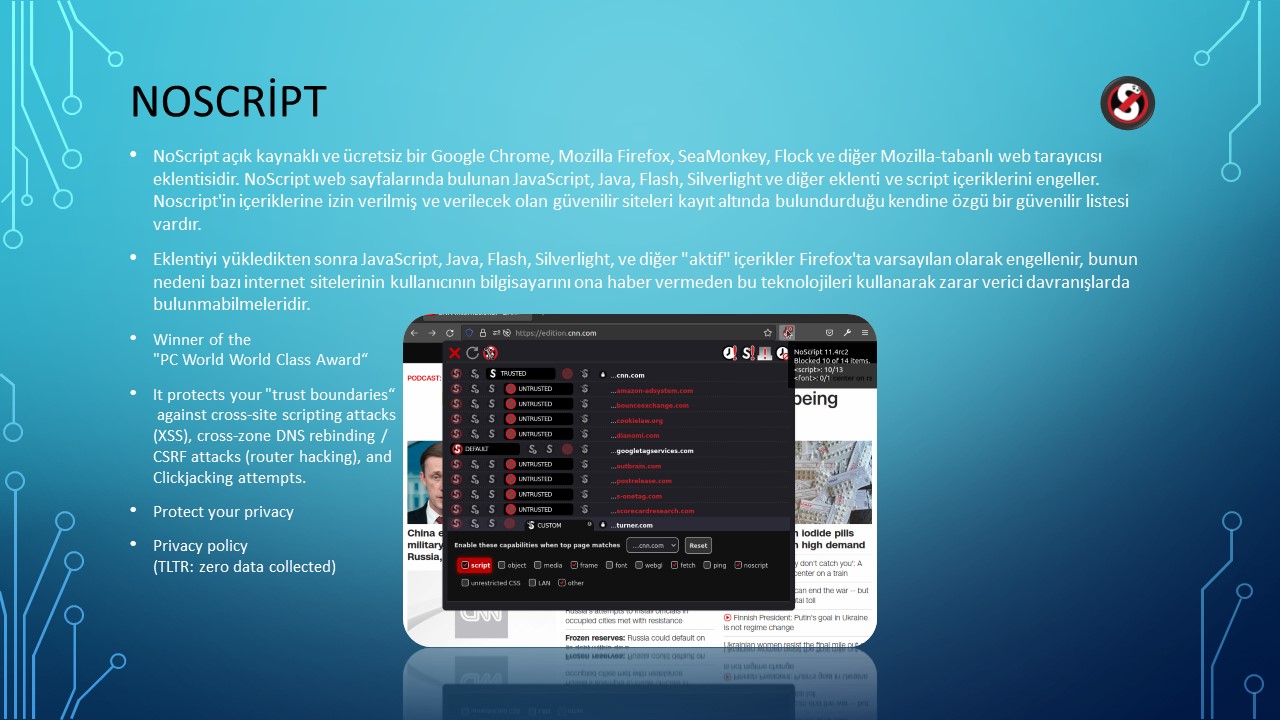 NOSCRİPT
• NoScript açık kaynaklı ve ücretsiz bir Google Chrome, Mozilla Firefox, SeaMonkey, Flock ve diğer Mozilla-tabanlı web tarayıcısı
eklentisidir. NoScript web sayfalarında bulunan JavaScript, Java, Flash, Silverlight ve diğer eklenti ve script içeriklerini engeller.
Noscript'in içeriklerine izin verilmiş ve verilecek olan güvenilir siteleri kayıt altında bulundurduğu kendine özgü bir güvenilir listesi
vardır.
• Eklentiyi yükledikten sonra JavaScript, Java, Flash, Silverlight, ve diğer "aktif" içerikler Firefox'ta varsayılan olarak engellenir, bunun
nedeni bazı internet sitelerinin kullanıcının bilgisayarını ona haber vermeden bu teknolojileri kullanarak zarar verici davranışlarda
bulunmabilmeleridir.
• Winner of the
"PC World World Class Award“
• It protects your "trust boundaries“
against cross-site scripting attacks
(XSS), cross-zone DNS rebinding /
CSRF attacks (router hacking), and
Clickjacking attempts.
• Protect your privacy
• Privacy policy
(TLTR: zero data collected)
https://edition.cnn.com
NoScript 11.4rc2
Blocked 10 of 14 items.
<script>: 10/13
<font>: 0/1
center on
PODCAST:
being
TRUSTED ...cnn.com
UNTRUSTED ...amazon-adsystem.com
UNTRUSTED ...bounceexchange.com
UNTRUSTED ...cookielaw.org
UNTRUSTED ...dianomi.com
DEFAULT ...googletagservices.com
UNTRUSTED ...outbrain.com
UNTRUSTED ...postrelease.com
UNTRUSTED ...s-onetag.com
UNTRUSTED ...scorecardresearch.com
CUSTOM ...turner.com
Enable these capabilities when top page matches ...cnn.com Reset
script object media frame font webgl fetch ping noscript
unrestricted CSS LAN other
China e
military
Russia,
n iodide pills
n high demand
y don't catch you': A
center on a train
can end the war -- but
tal toll
Finnish President: Putin's goal in Ukraine
is not regime change
Ukrainian women resist the final mile out
CNN
Russia's attempts to install officials in
occupied cities met with resistance
Frozen reserves: Russia could default on